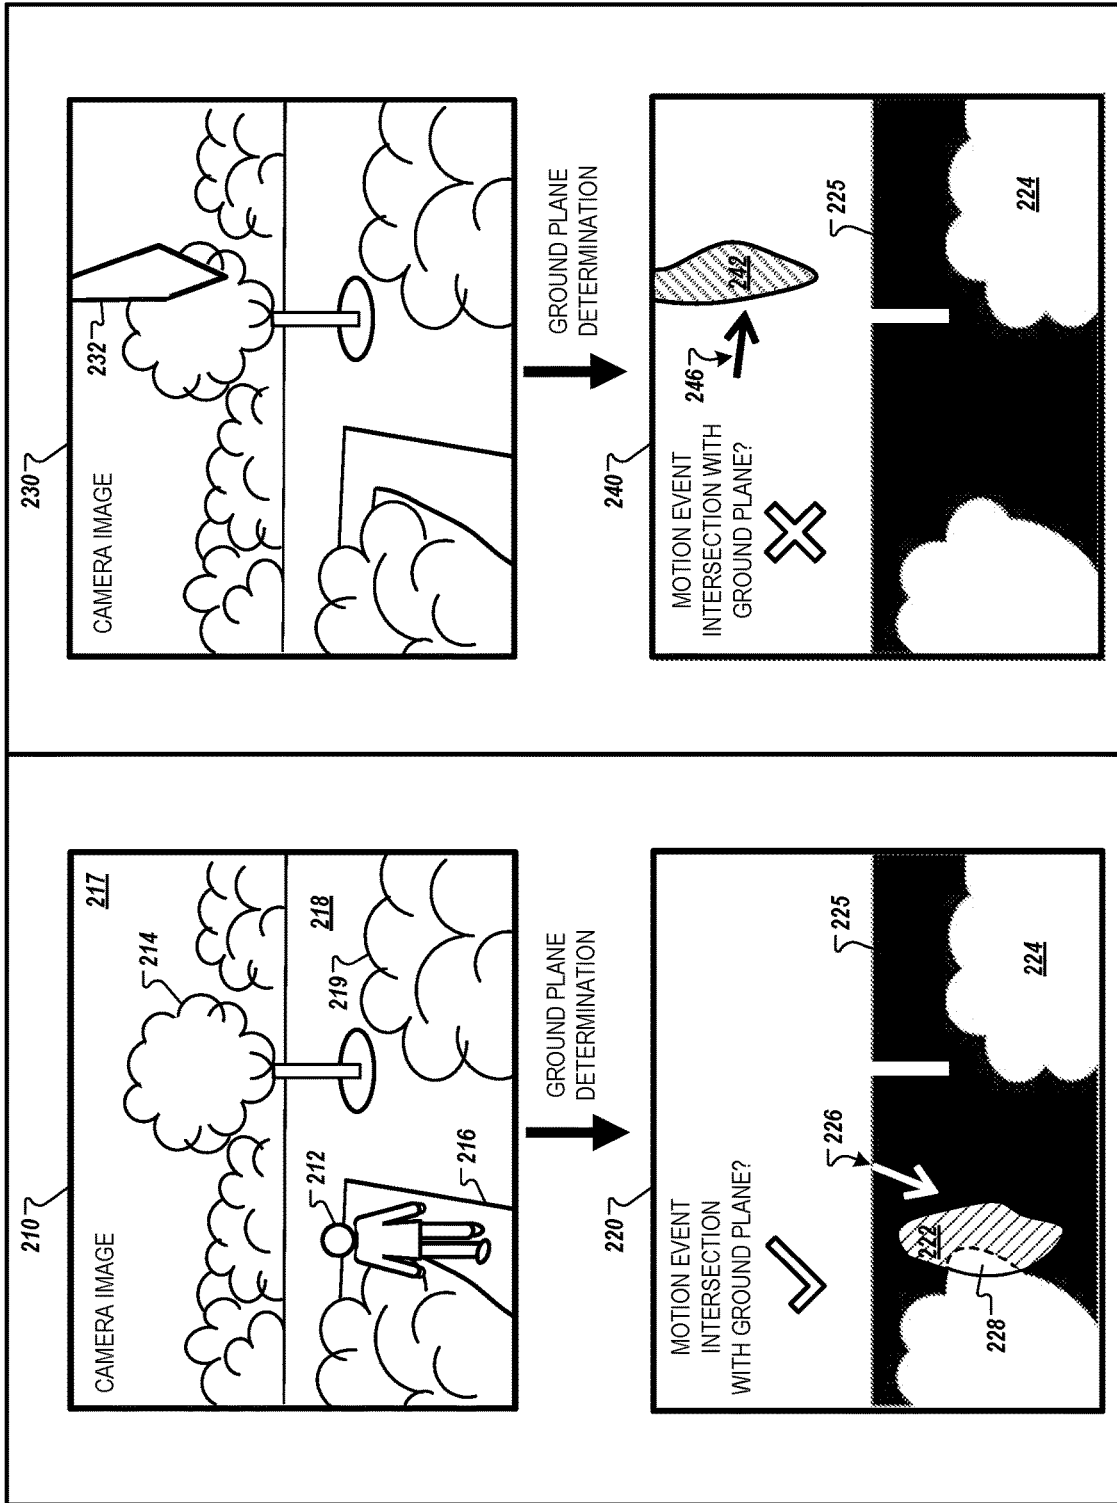 210
CAMERA IMAGE
217
214
212
218
219
216
GROUND PLANE
DETERMINATION
220
MOTION EVENT
INTERSECTION
WITH GROUND PLANE?
226
225
222
228
224
230
CAMERA IMAGE
232
GROUND PLANE
DETERMINATION
240
MOTION EVENT
INTERSECTION WITH
GROUND PLANE?
246
242
225
224